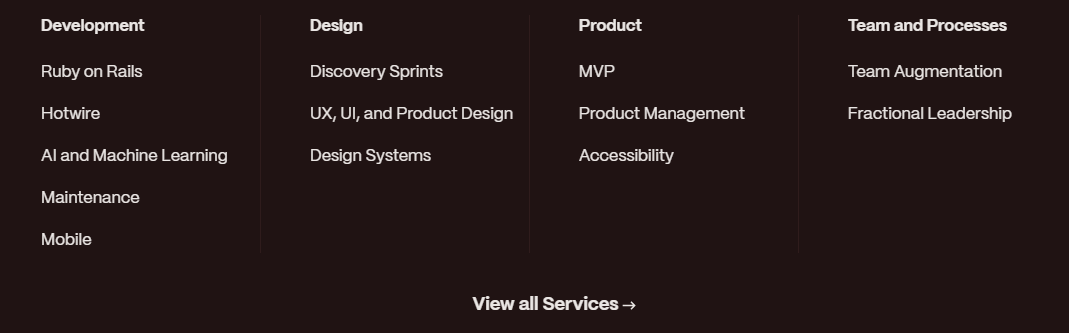 Development
Ruby on Rails
Hotwire
AI and Machine Learning
Maintenance
Mobile
Design
Discovery Sprints
UX, UI, and Product Design
Design Systems
Product
MVP
Product Management
Accessibility
Team and Processes
Team Augmentation
Fractional Leadership
View all Services →